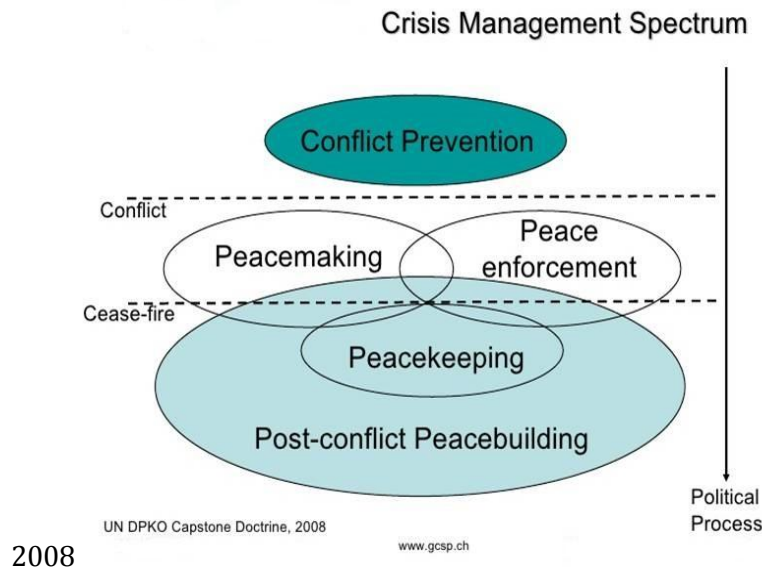 Crisis Management Spectrum
Conflict Prevention
Conflict
Peacemaking
Peace
enforcement
Cease-fire
Peacekeeping
Post-conflict Peacebuilding
Political
Process
UN DPKO Capstone Doctrine, 2008
www.gcsp.ch
2008